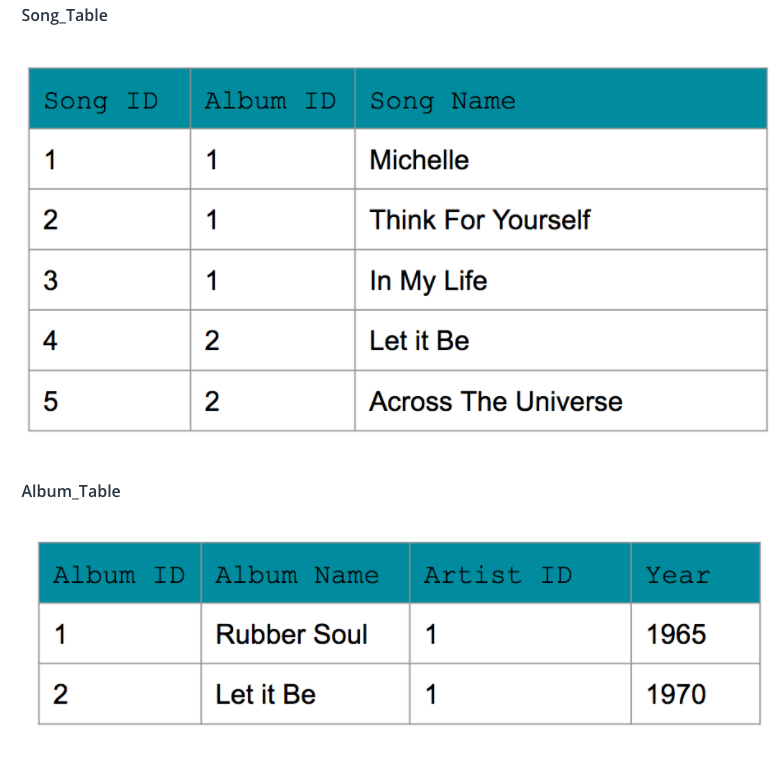 Song_Table
Song ID Album ID Song Name
1 1 Michelle
2 1 Think For Yourself
3 1 In My Life
4 2 Let it Be
5 2 Across The Universe
Album_Table
Album ID Album Name Artist ID Year
1 Rubber Soul 1 1965
2 Let it Be 1 1970